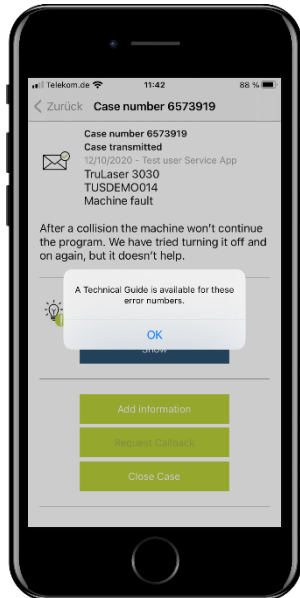 Telekom.de 11:42 88 %
Zurück Case number 6573919
Case number 6573919
Case transmitted
12/10/2020 - Test user Service App
TruLaser 3030
TUSDEMO014
Machine fault
After a collision the machine won't continue
the program. We have tried turning it off and
on again, but it doesn't help.
A Technical Guide is available for these
error numbers.
OK
Show
Add information
Request Callback
Close Case